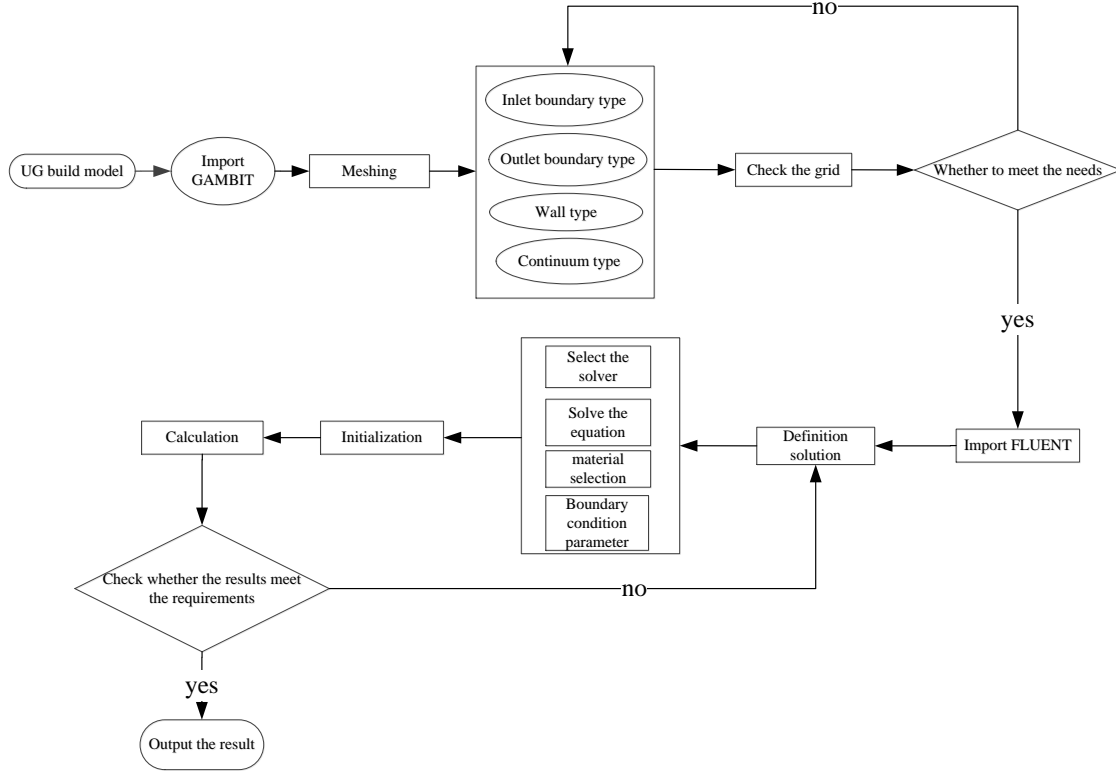 no
Inlet boundary type
Outlet boundary type
Wall type
Continuum type
UG build model
Import
GAMBIT
Meshing
Check the grid
Whether to meet the needs
yes
Import FLUENT
Definition
solution
Select the
solver
Solve the
equation
material
selection
Boundary
condition
parameter
Initialization
Calculation
Check whether the results meet
the requirements
no
yes
Output the result